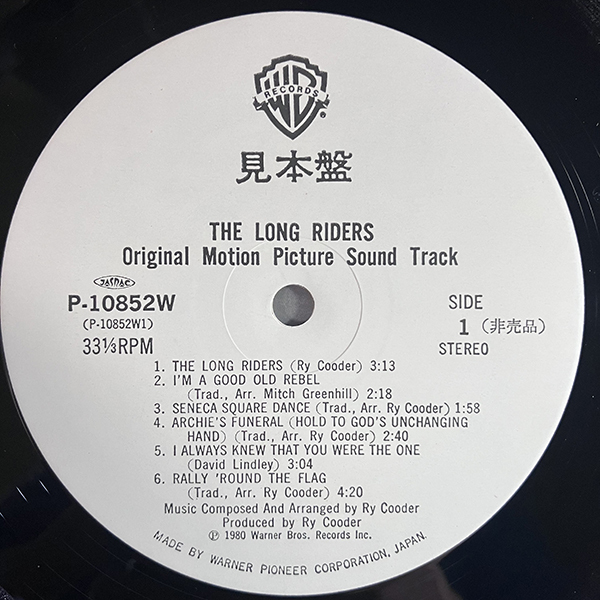 WB
RECORDS
®
見本盤
THE LONG RIDERS
Original Motion Picture Sound Track
JASRAC
P-10852W
(P-10852W1)
33⅓RPM
SIDE
1 (非売品)
STEREO
1. THE LONG RIDERS (Ry Cooder) 3:13
2. I'M A GOOD OLD REBEL
(Trad., Arr. Mitch Greenhill) 2:18
3. SENECA SQUARE DANCE (Trad., Arr. Ry Cooder) 1:58
4. ARCHIE'S FUNERAL (HOLD TO GOD'S UNCHANGING
HAND) (Trad., Arr. Ry Cooder) 2:40
5. I ALWAYS KNEW THAT YOU WERE THE ONE
(David Lindley) 3:04
6. RALLY 'ROUND THE FLAG
(Trad., Arr. Ry Cooder) 4:20
Music Composed And Arranged by Ry Cooder
Produced by Ry Cooder
℗ 1980 Warner Bros. Records Inc.
MADE BY WARNER PIONEER CORPORATION, JAPAN.